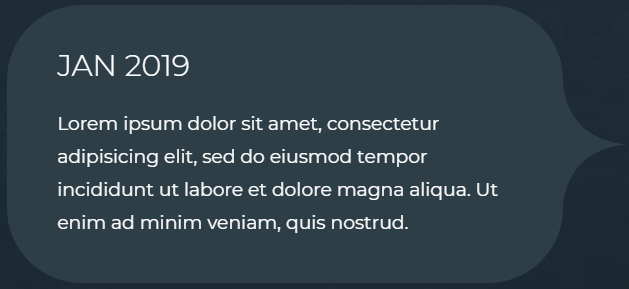 JAN 2019
Lorem ipsum dolor sit amet, consectetur
adipisicing elit, sed do eiusmod tempor
incididunt ut labore et dolore magna aliqua. Ut
enim ad minim veniam, quis nostrud.